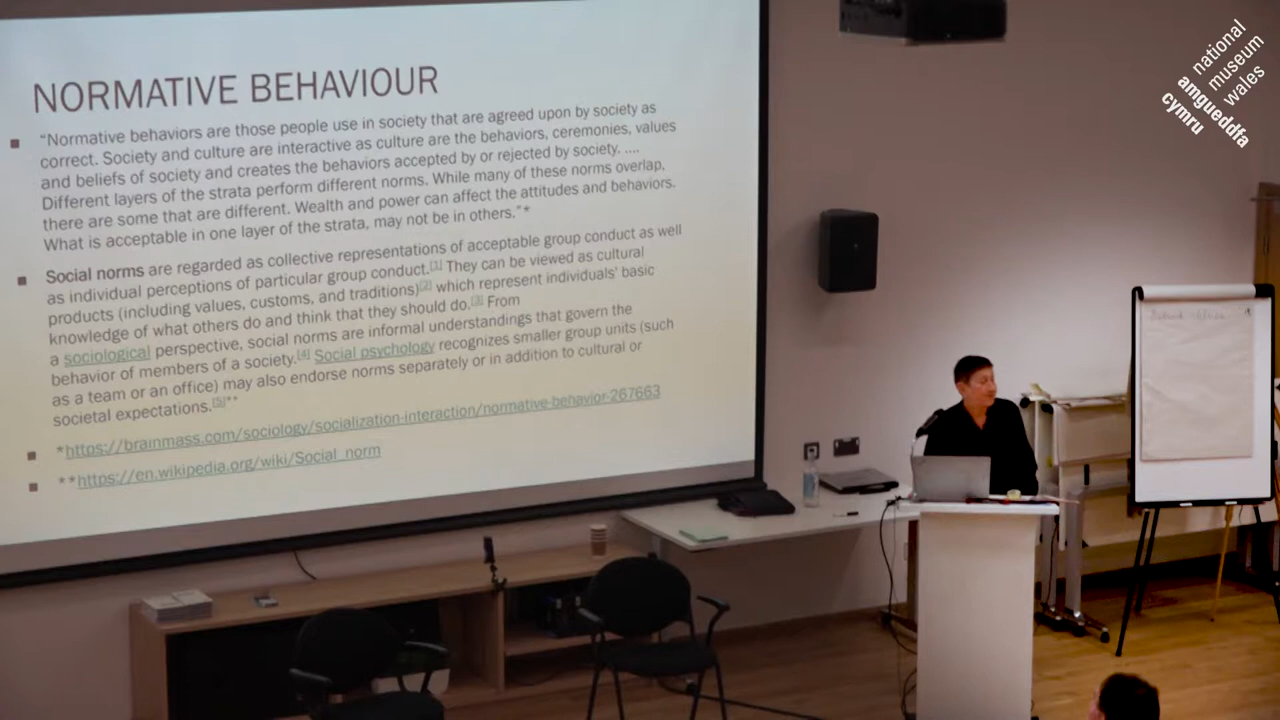 NORMATIVE BEHAVIOUR
"Normative behaviors are those people use in society that are agreed upon by society as
correct. Society and culture are interactive as culture are the behaviors, ceremonies, values
and beliefs of society and creates the behaviors accepted by or rejected by society. ....
Different layers of the strata perform different norms. While many of these norms overlap,
there are some that are different. Wealth and power can affect the attitudes and behaviors.
What is acceptable in one layer of the strata, may not be in others."*
Social norms are regarded as collective representations of acceptable group conduct as well
as individual perceptions of particular group conduct.[1] They can be viewed as cultural
products (including values, customs, and traditions)[2] which represent individuals' basic
knowledge of what others do and think that they should do.[3] From
a sociological perspective, social norms are informal understandings that govern the
behavior of members of a society.[4] Social psychology recognizes smaller group units (such
as a team or an office) may also endorse norms separately or in addition to cultural or
societal expectations.[5]**
*https://brainmass.com/sociology/socialization-interaction/normative-behavior-267663
**https://en.wikipedia.org/wiki/Social_norm
national
museum
wales
amgueddfa
cymru